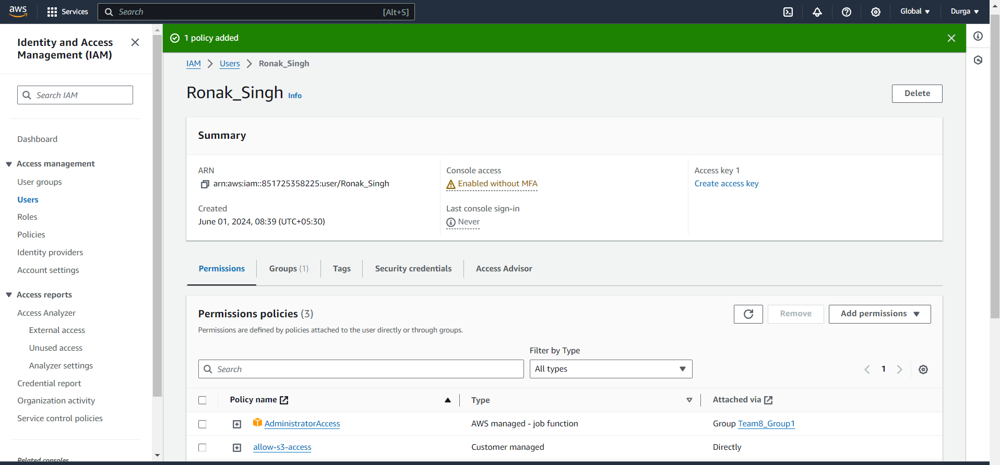 aws
Services
Search
[Alt+S]
Global
Durga
Identity and Access
Management (IAM)
Search IAM
Dashboard
Access management
User groups
Users
Roles
Policies
Identity providers
Account settings
Access reports
Access Analyzer
External access
Unused access
Analyzer settings
Credential report
Organization activity
Service control policies
Related consoles
1 policy added
IAM > Users > Ronak_Singh
Ronak_Singh Info
Delete
Summary
ARN
arn:aws:iam::851725358225:user/Ronak_Singh
Created
June 01, 2024, 08:39 (UTC+05:30)
Console access
Enabled without MFA
Last console sign-in
Never
Access key 1
Create access key
Permissions
Groups (1)
Tags
Security credentials
Access Advisor
Permissions policies (3)
Permissions are defined by policies attached to the user directly or through groups.
Remove
Add permissions
Filter by Type
Search
All types
1
Policy name
Type
Attached via
AdministratorAccess
AWS managed - job function
Group Team8_Group1
allow-s3-access
Customer managed
Directly